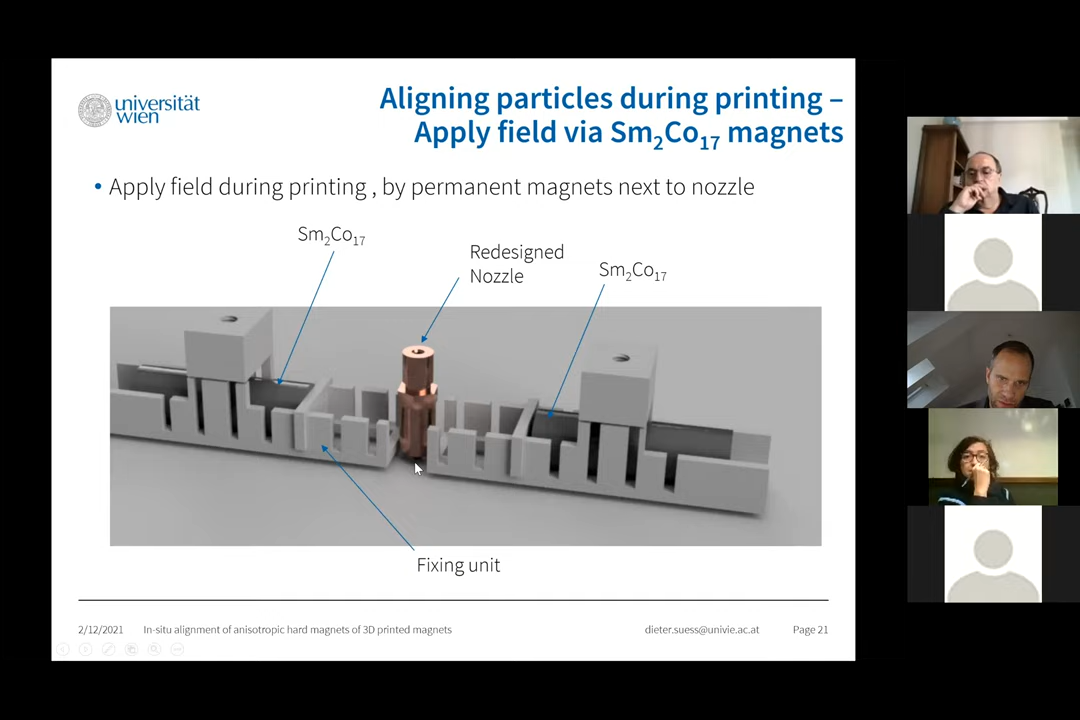 universität
wien
Aligning particles during printing –
Apply field via Sm₂Co₁₇ magnets
• Apply field during printing , by permanent magnets next to nozzle
Sm₂Co₁₇
Redesigned
Nozzle
Sm₂Co₁₇
Fixing unit
2/12/2021 In-situ alignment of anisotropic hard magnets of 3D printed magnets dieter.suess@univie.ac.at Page 21